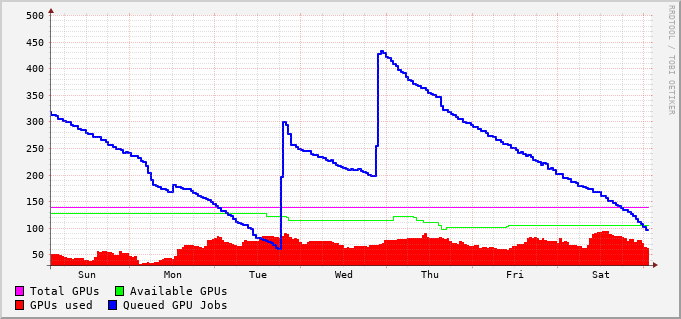 500
450
400
350
300
250
200
150
100
50
Sun Mon Tue Wed Thu Fri Sat
Total GPUs Available GPUs
GPUs used Queued GPU Jobs
RRDTOOL / TOBI OETIKER